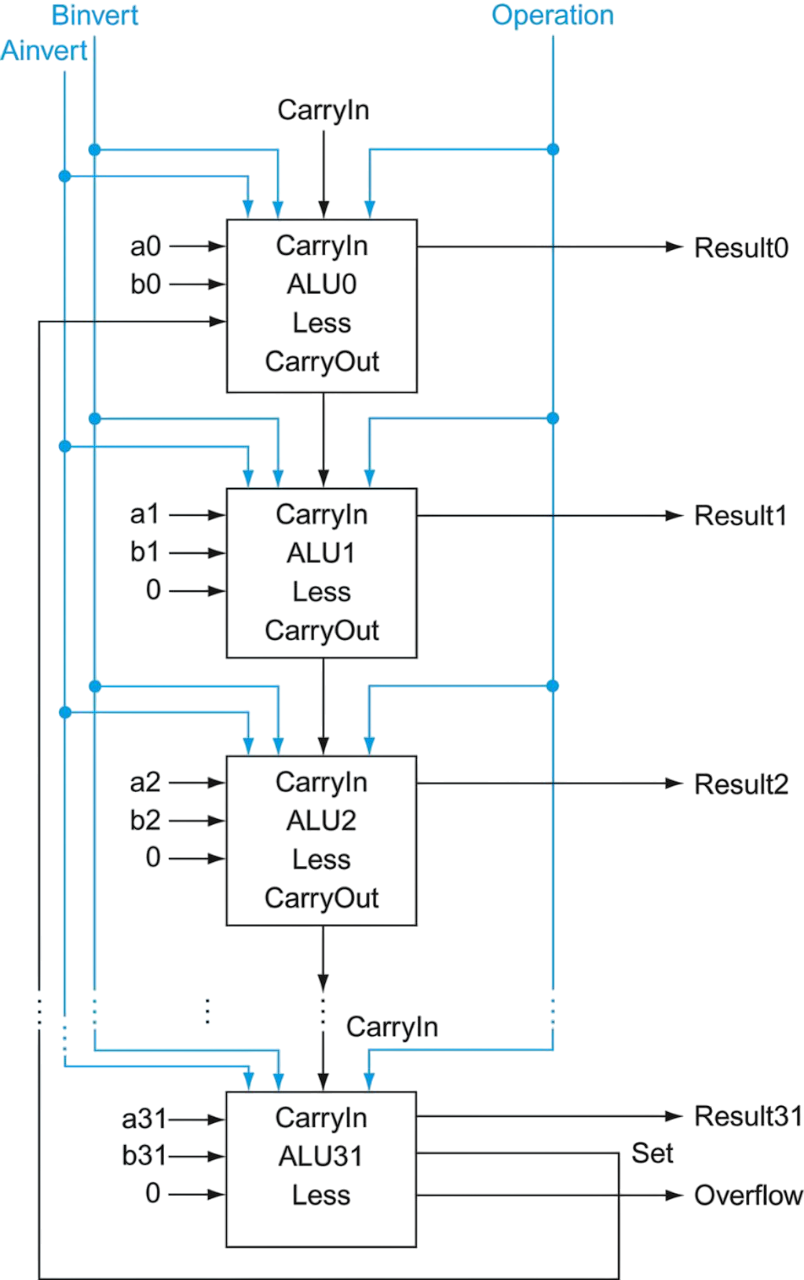 Binvert
Operation
Ainvert
CarryIn
a0
CarryIn
Result0
b0
ALU0
Less
CarryOut
a1
CarryIn
Result1
b1
ALU1
0
Less
CarryOut
a2
CarryIn
Result2
b2
ALU2
0
Less
CarryOut
CarryIn
a31
CarryIn
Result31
b31
ALU31
Set
0
Less
Overflow